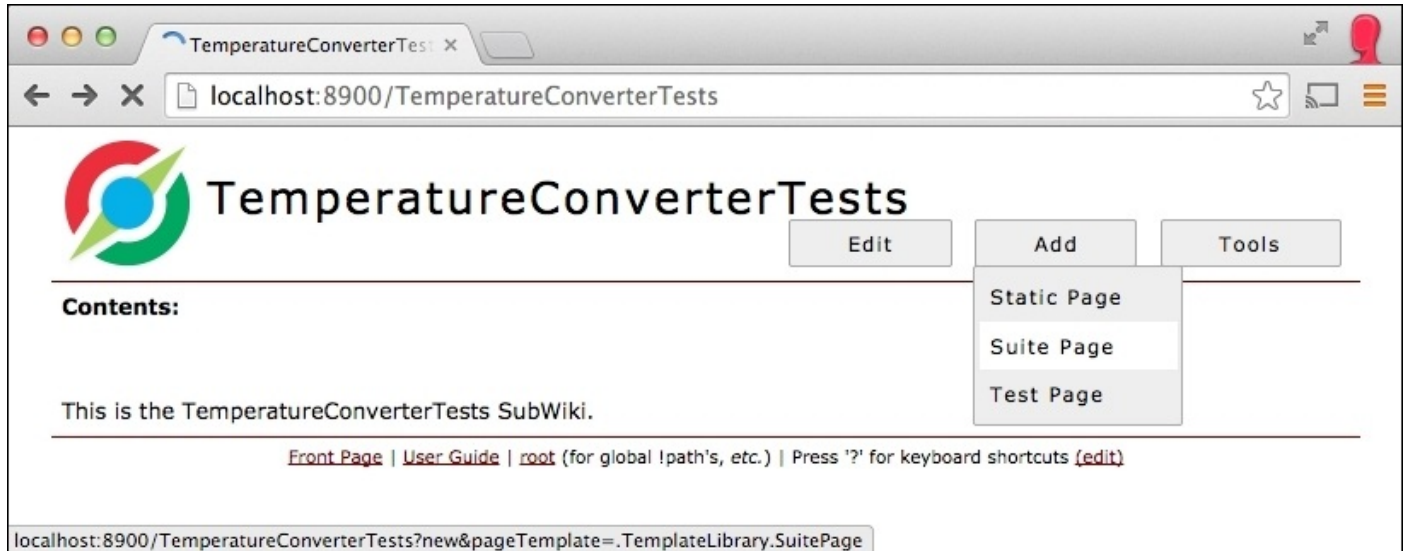 TemperatureConverterTest
localhost:8900/TemperatureConverterTests
TemperatureConverterTests
Edit Add Tools
Static Page
Contents:
Suite Page
Test Page
This is the TemperatureConverterTests SubWiki.
Front Page | User Guide | root (for global !path's, etc.) | Press '?' for keyboard shortcuts (edit)
localhost:8900/TemperatureConverterTests?new&pageTemplate=.TemplateLibrary.SuitePage